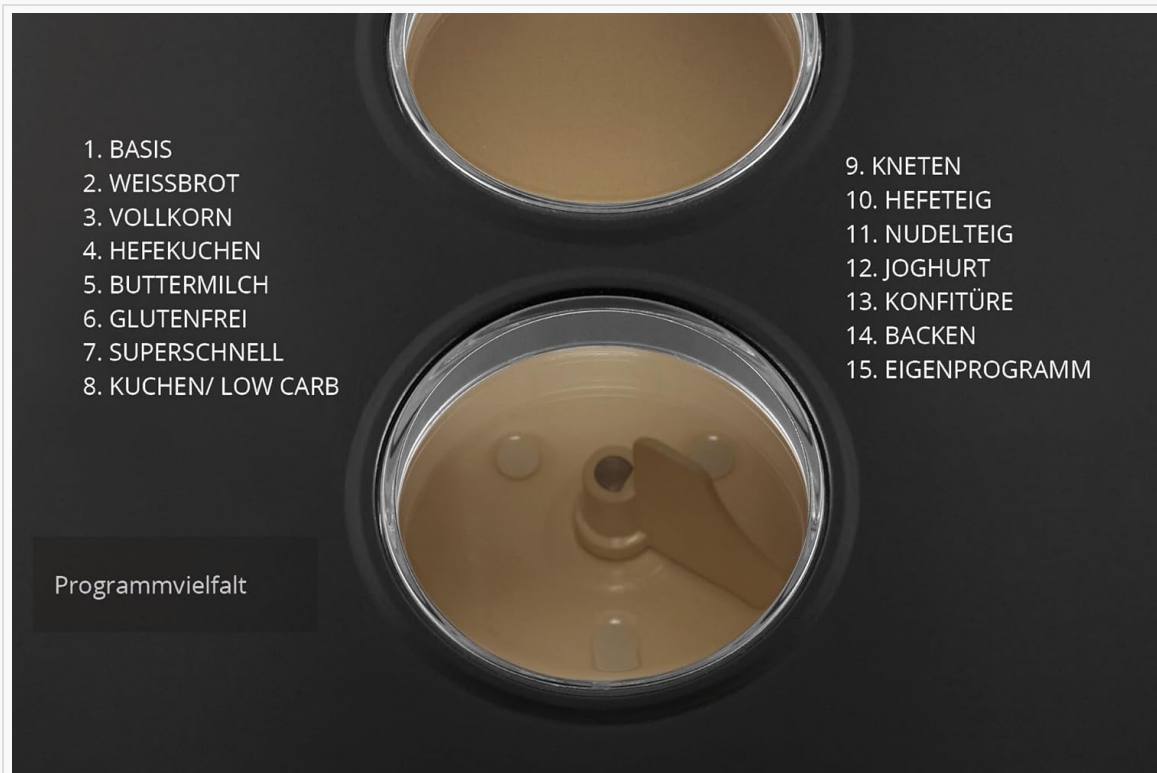 1. BASIS
2. WEISSBROT
3. VOLLKORN
4. HEFEKUCHEN
5. BUTTERMILCH
6. GLUTENFREI
7. SUPERSCHNELL
8. KUCHEN/ LOW CARB
9. KNETEN
10. HEFETEIG
11. NUDELTEIG
12. JOGHURT
13. KONFITÜRE
14. BACKEN
15. EIGENPROGRAMM
Programmvielfalt